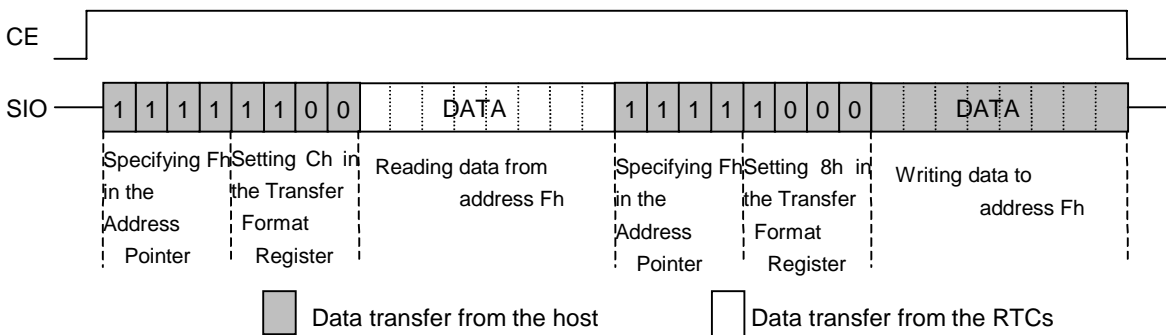 CE
SIO 1 1 1 1 1 1 0 0 DATA 1 1 1 1 1 0 0 0 DATA
Specifying Fh Setting Ch in Reading data from Specifying Fh Setting 8h in Writing data to
in the the Transfer address Fh in the the Transfer address Fh
Address Format Address Format
Pointer Register Pointer Register
Data transfer from the host Data transfer from the RTCs